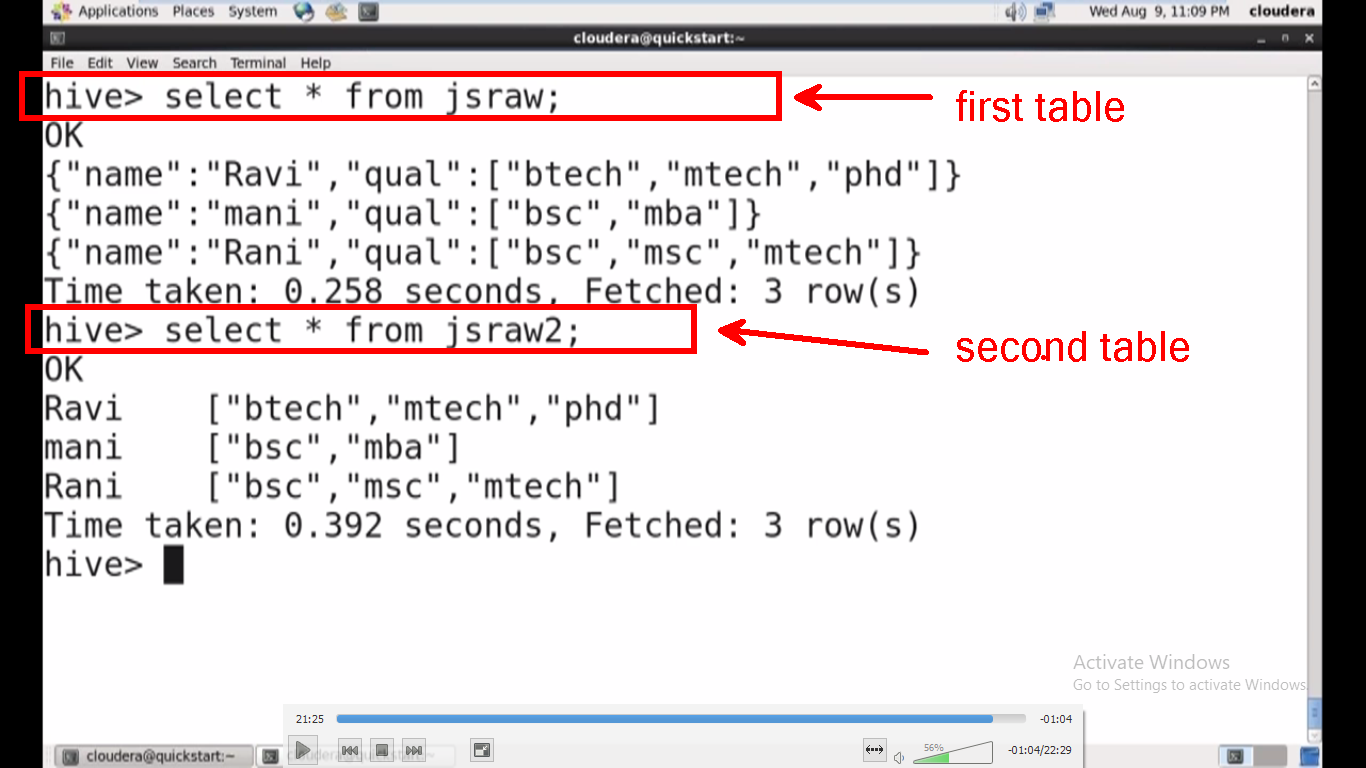 Applications Places System Wed Aug 9, 11:09 PM cloudera
cloudera@quickstart:~
File Edit View Search Terminal Help
hive> select * from jsraw;
first table
OK
{"name":"Ravi","qual":["btech","mtech","phd"]}
{"name":"mani","qual":["bsc","mba"]}
{"name":"Rani","qual":["bsc","msc","mtech"]}
Time taken: 0.258 seconds, Fetched: 3 row(s)
hive> select * from jsraw2;
second table
OK
Ravi ["btech","mtech","phd"]
mani ["bsc","mba"]
Rani ["bsc","msc","mtech"]
Time taken: 0.392 seconds, Fetched: 3 row(s)
hive>
Activate Windows
Go to Settings to activate Windows.
21:25 -01:04
56% -01:04/22:29
cloudera@quickstart:~ cloudera@quickstart:~